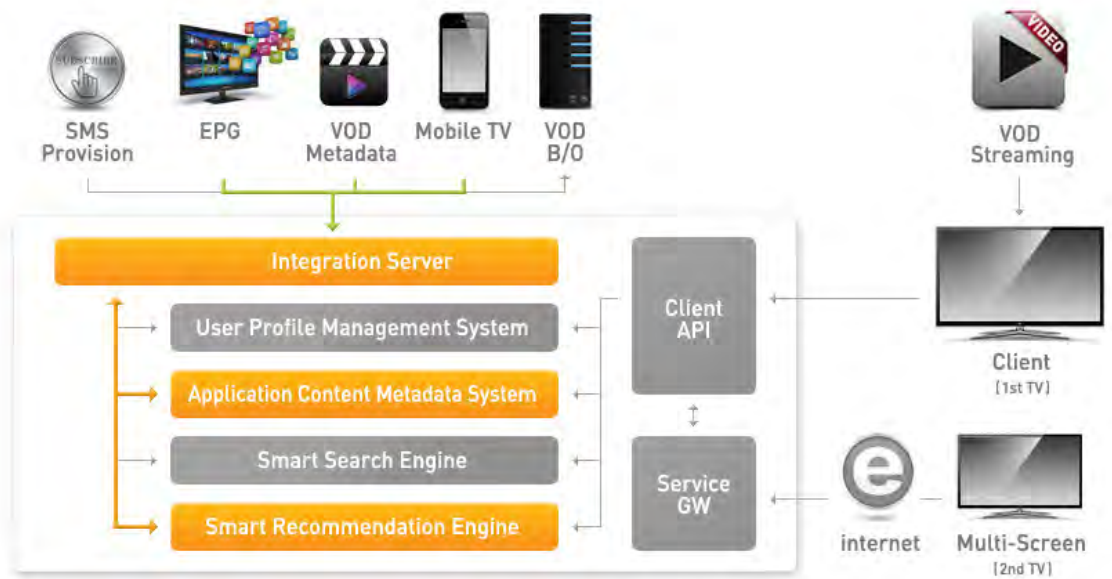 SUBSCRIBE
VIDEO
SMS
Provision
EPG
VOD
Metadata
Mobile TV
VOD
B/O
VOD
Streaming
Integration Server
User Profile Management System
Application Content Metadata System
Smart Search Engine
Smart Recommendation Engine
Client
API
Service
GW
Client
(1st TV)
e
internet
Multi-Screen
(2nd TV)